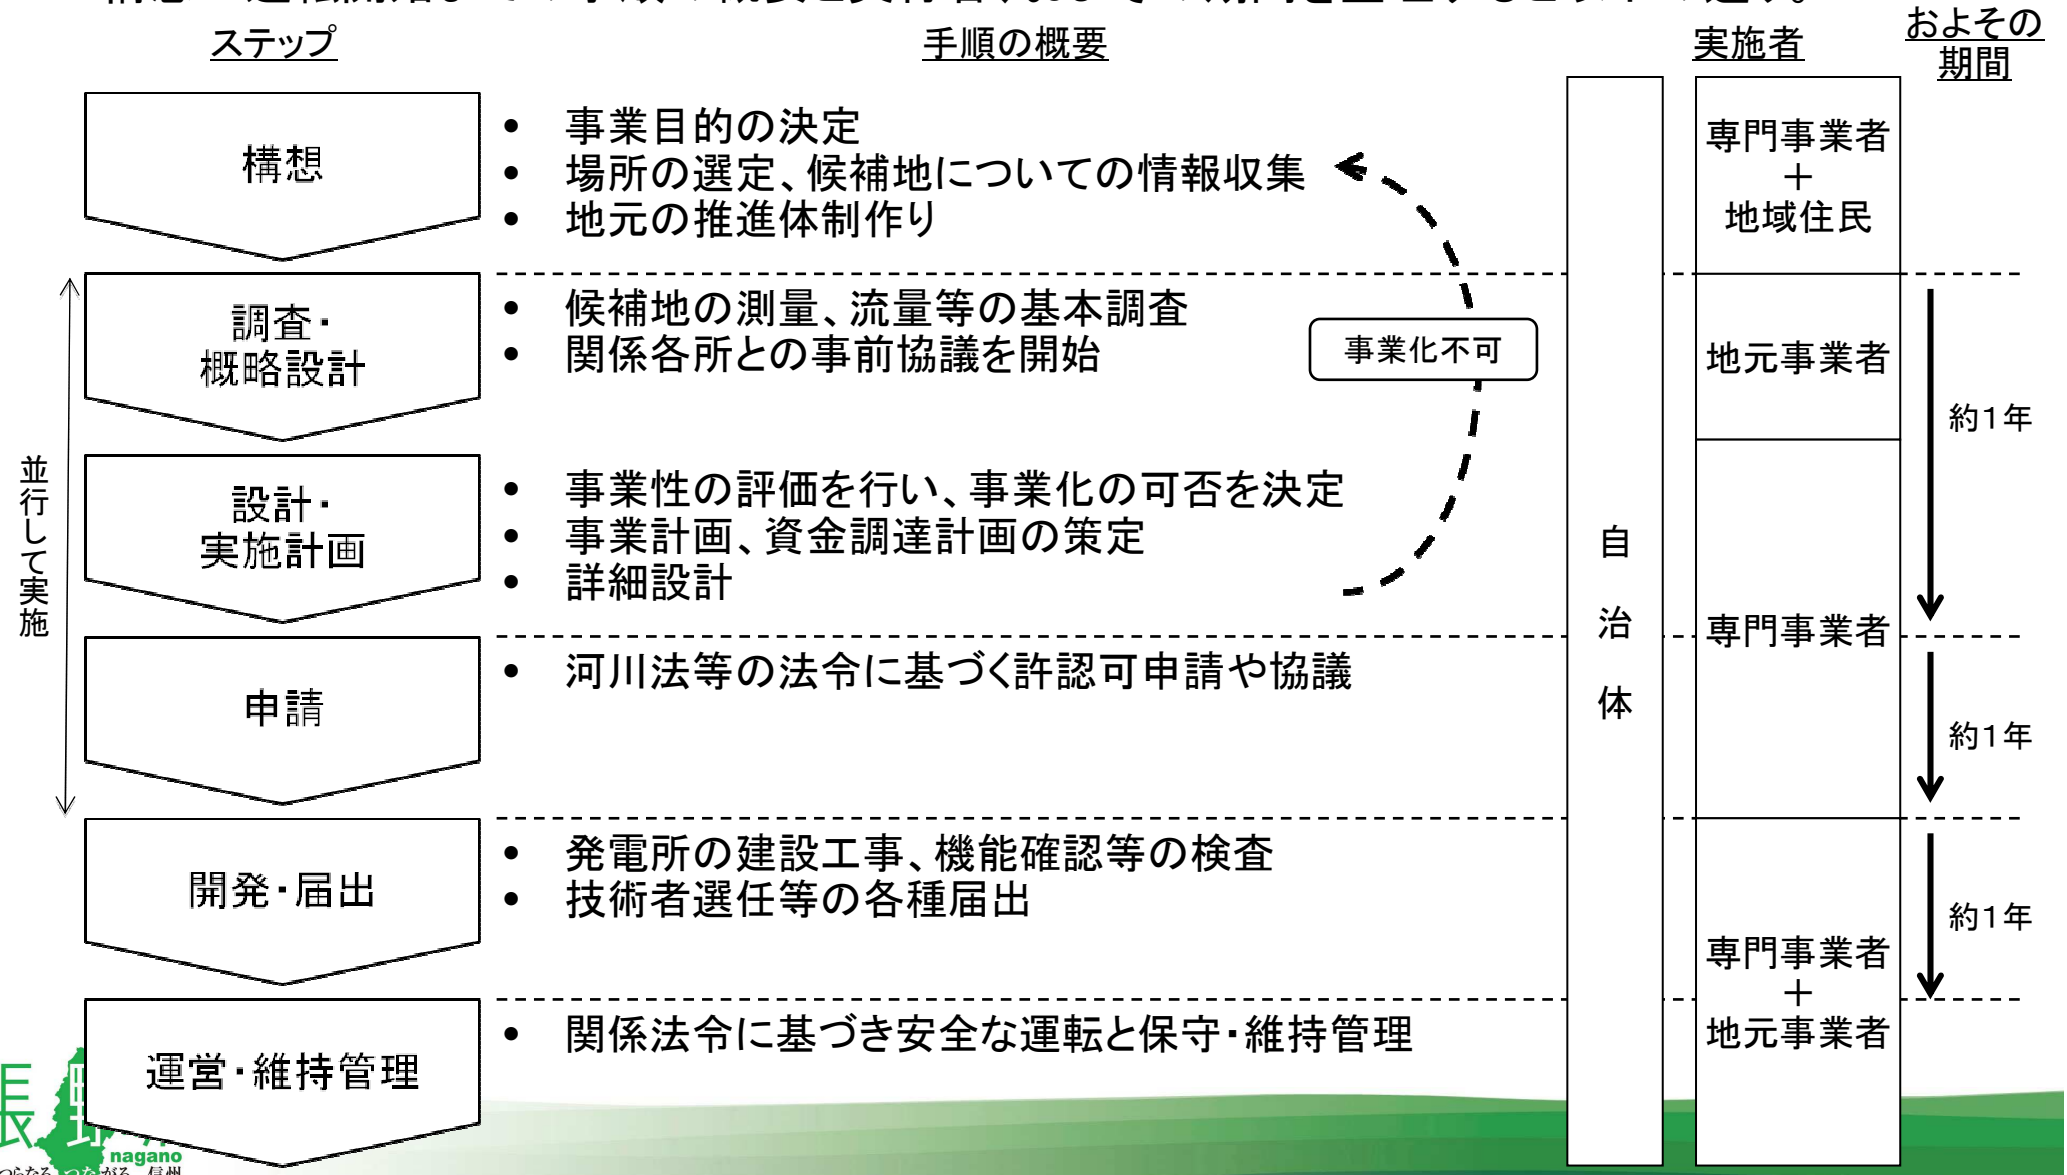 ステップ
手順の概要
実施者
およその
期間
構想
• 事業目的の決定
• 場所の選定、候補地についての情報収集
• 地元の推進体制作り
専門事業者
＋
地域住民
調査・
概略設計
• 候補地の測量、流量等の基本調査
• 関係各所との事前協議を開始
事業化不可
地元事業者
約1年
並行して実施
設計・
実施計画
• 事業性の評価を行い、事業化の可否を決定
• 事業計画、資金調達計画の策定
• 詳細設計
自治体
専門事業者
申請
• 河川法等の法令に基づく許認可申請や協議
約1年
開発・届出
• 発電所の建設工事、機能確認等の検査
• 技術者選任等の各種届出
約1年
専門事業者
＋
地元事業者
運営・維持管理
• 関係法令に基づき安全な運転と保守・維持管理
nagano